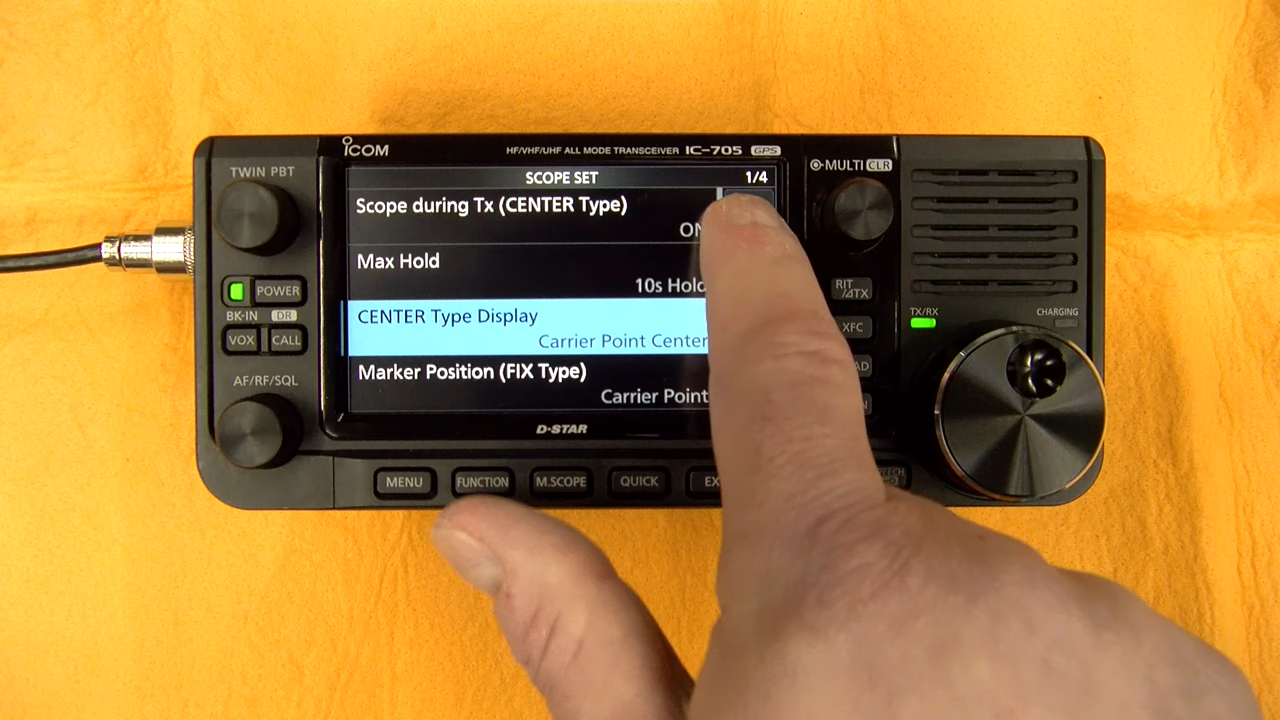 ICOM
HF/VHF/UHF ALL MODE TRANSCEIVER IC-705 GPS
TWIN PBT
MULTI CLR
SCOPE SET 1/4
Scope during Tx (CENTER Type)
ON
Max Hold
10s Hold
CENTER Type Display
Carrier Point Center
Marker Position (FIX Type)
Carrier Point
POWER
BK-IN DR
VOX CALL
AF/RF/SQL
RIT
/ΔTX
XFC
TX/RX
CHARGING
D-STAR
MENU FUNCTION M.SCOPE QUICK